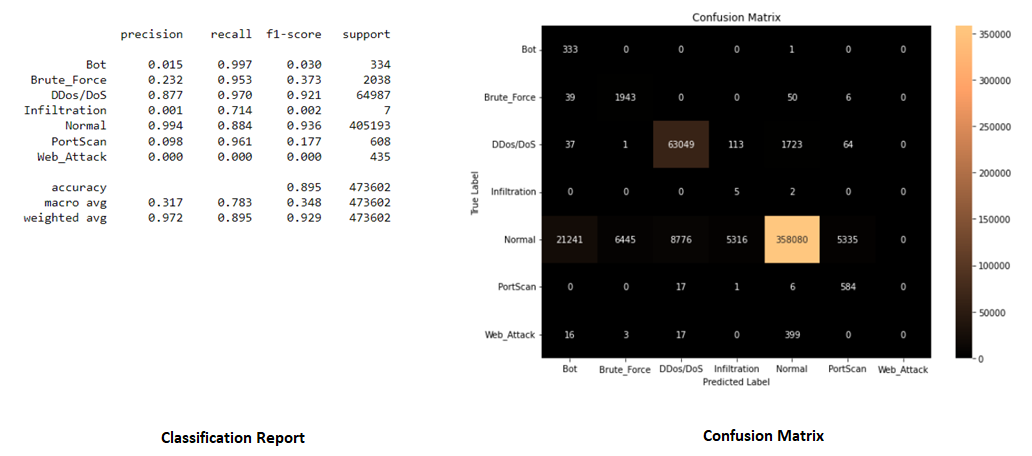 precision recall f1-score support
Bot 0.015 0.997 0.030 334
Brute_Force 0.232 0.953 0.373 2038
DDos/DoS 0.877 0.970 0.921 64987
Infiltration 0.001 0.714 0.002 7
Normal 0.994 0.884 0.936 405193
PortScan 0.098 0.961 0.177 608
Web_Attack 0.000 0.000 0.000 435
accuracy 0.895 473602
macro avg 0.317 0.783 0.348 473602
weighted avg 0.972 0.895 0.929 473602
Classification Report
Confusion Matrix
True Label
Bot 333 0 0 0 1 0 0
Brute_Force 39 1943 0 0 50 6 0
DDos/DoS 37 1 63049 113 1723 64 0
Infiltration 0 0 0 5 2 0 0
Normal 21241 6445 8776 5316 358080 5335 0
PortScan 0 0 17 1 6 584 0
Web_Attack 16 3 17 0 399 0 0
Bot Brute_Force DDos/DoS Infiltration Normal PortScan Web_Attack
Predicted Label
350000
300000
250000
200000
150000
100000
50000
0
Confusion Matrix